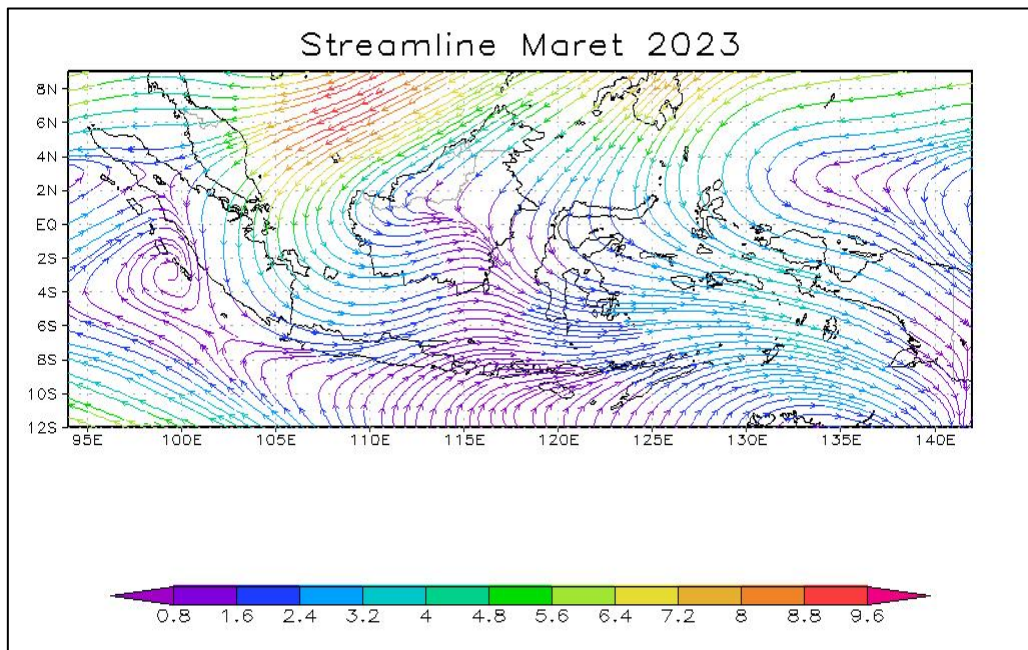 Streamline Maret 2023
8N
6N
4N
2N
EQ
2S
4S
6S
8S
10S
12S
95E 100E 105E 110E 115E 120E 125E 130E 135E 140E
0.8 1.6 2.4 3.2 4 4.8 5.6 6.4 7.2 8 8.8 9.6